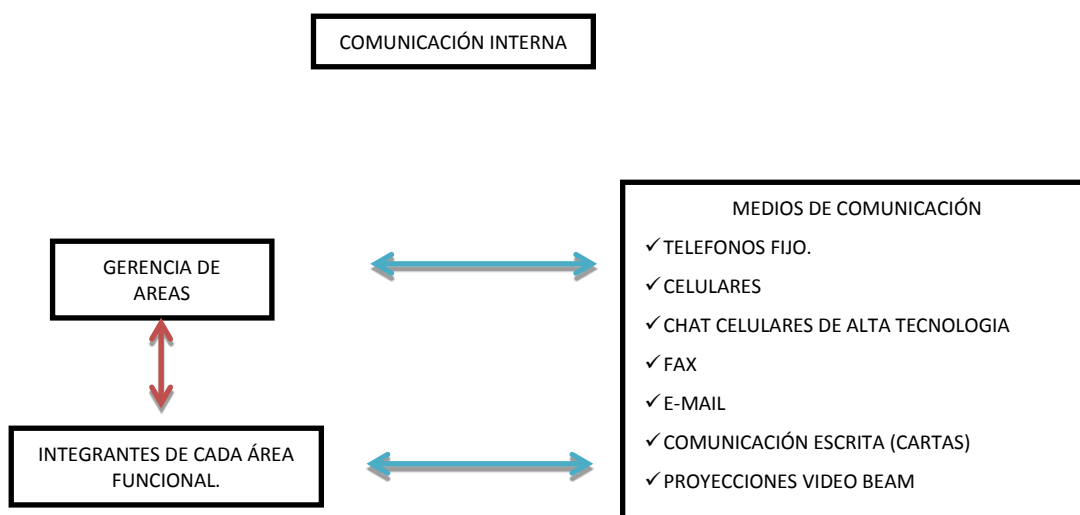 COMUNICACIÓN INTERNA
GERENCIA DE
AREAS
INTEGRANTES DE CADA ÁREA
FUNCIONAL.
MEDIOS DE COMUNICACIÓN
✓TELEFONOS FIJO.
✓CELULARES
✓CHAT CELULARES DE ALTA TECNOLOGIA
✓FAX
✓E-MAIL
✓COMUNICACIÓN ESCRITA (CARTAS)
✓PROYECCIONES VIDEO BEAM